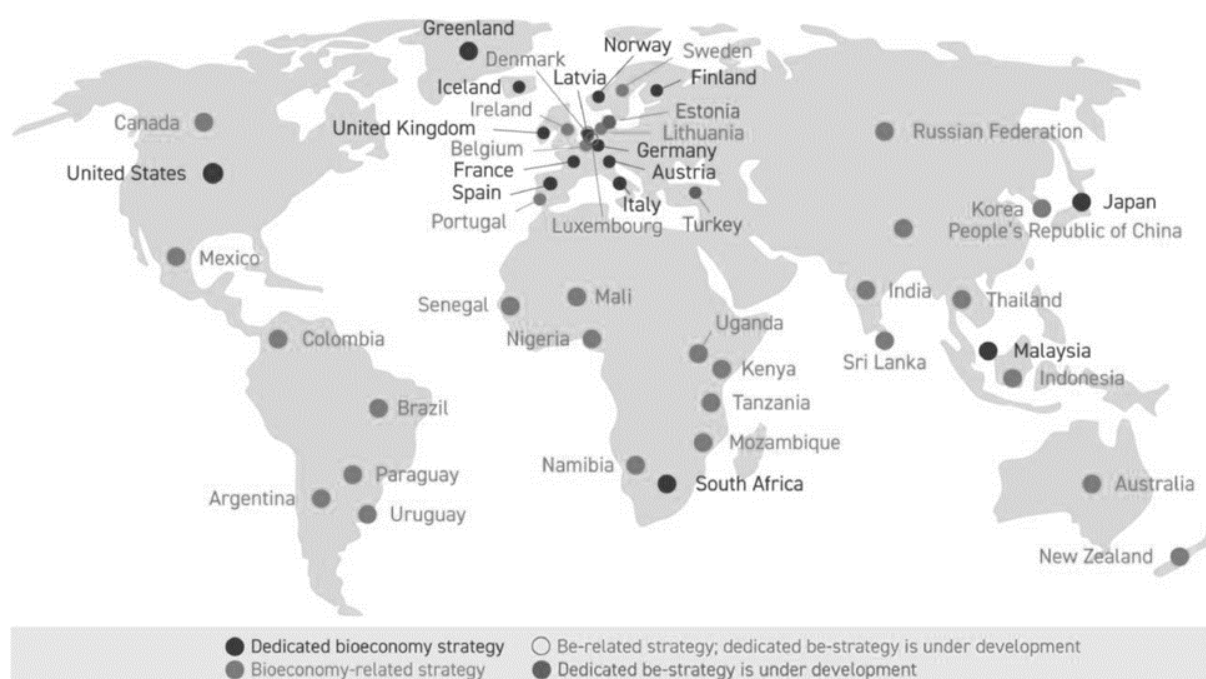 Greenland
Denmark
Norway
Sweden
Latvia
Iceland
Finland
Ireland
Estonia
Canada
United Kingdom
Lithuania
Russian Federation
Belgium
Germany
United States
France
Austria
Spain
Italy
Portugal
Luxembourg
Turkey
Korea
Japan
People's Republic of China
Mexico
India
Thailand
Senegal
Mali
Nigeria
Uganda
Colombia
Sri Lanka
Malaysia
Kenya
Indonesia
Brazil
Tanzania
Mozambique
Namibia
Paraguay
South Africa
Australia
Argentina
Uruguay
New Zealand
Dedicated bioeconomy strategy
Be-related strategy; dedicated be-strategy is under development
Bioeconomy-related strategy
Dedicated be-strategy is under development